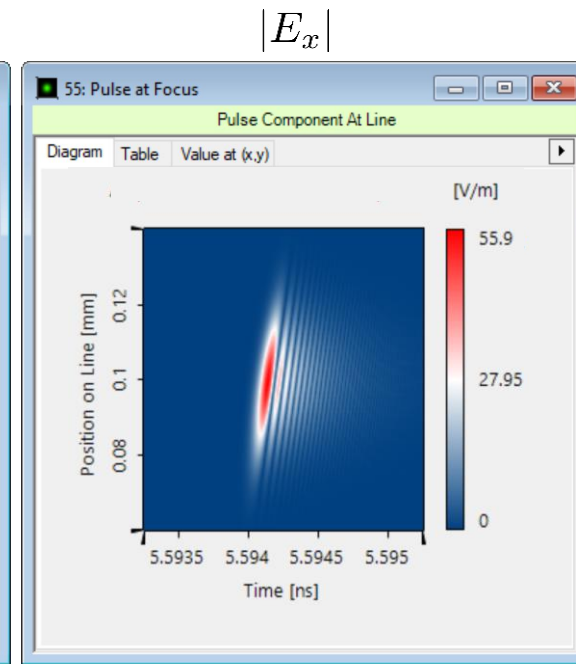 |E_x|
55: Pulse at Focus
Pulse Component At Line
Diagram Table Value at (x,y)
[V/m]
55.9
27.95
0
Position on Line [mm]
0.12
0.1
0.08
5.5935 5.594 5.5945 5.595
Time [ns]